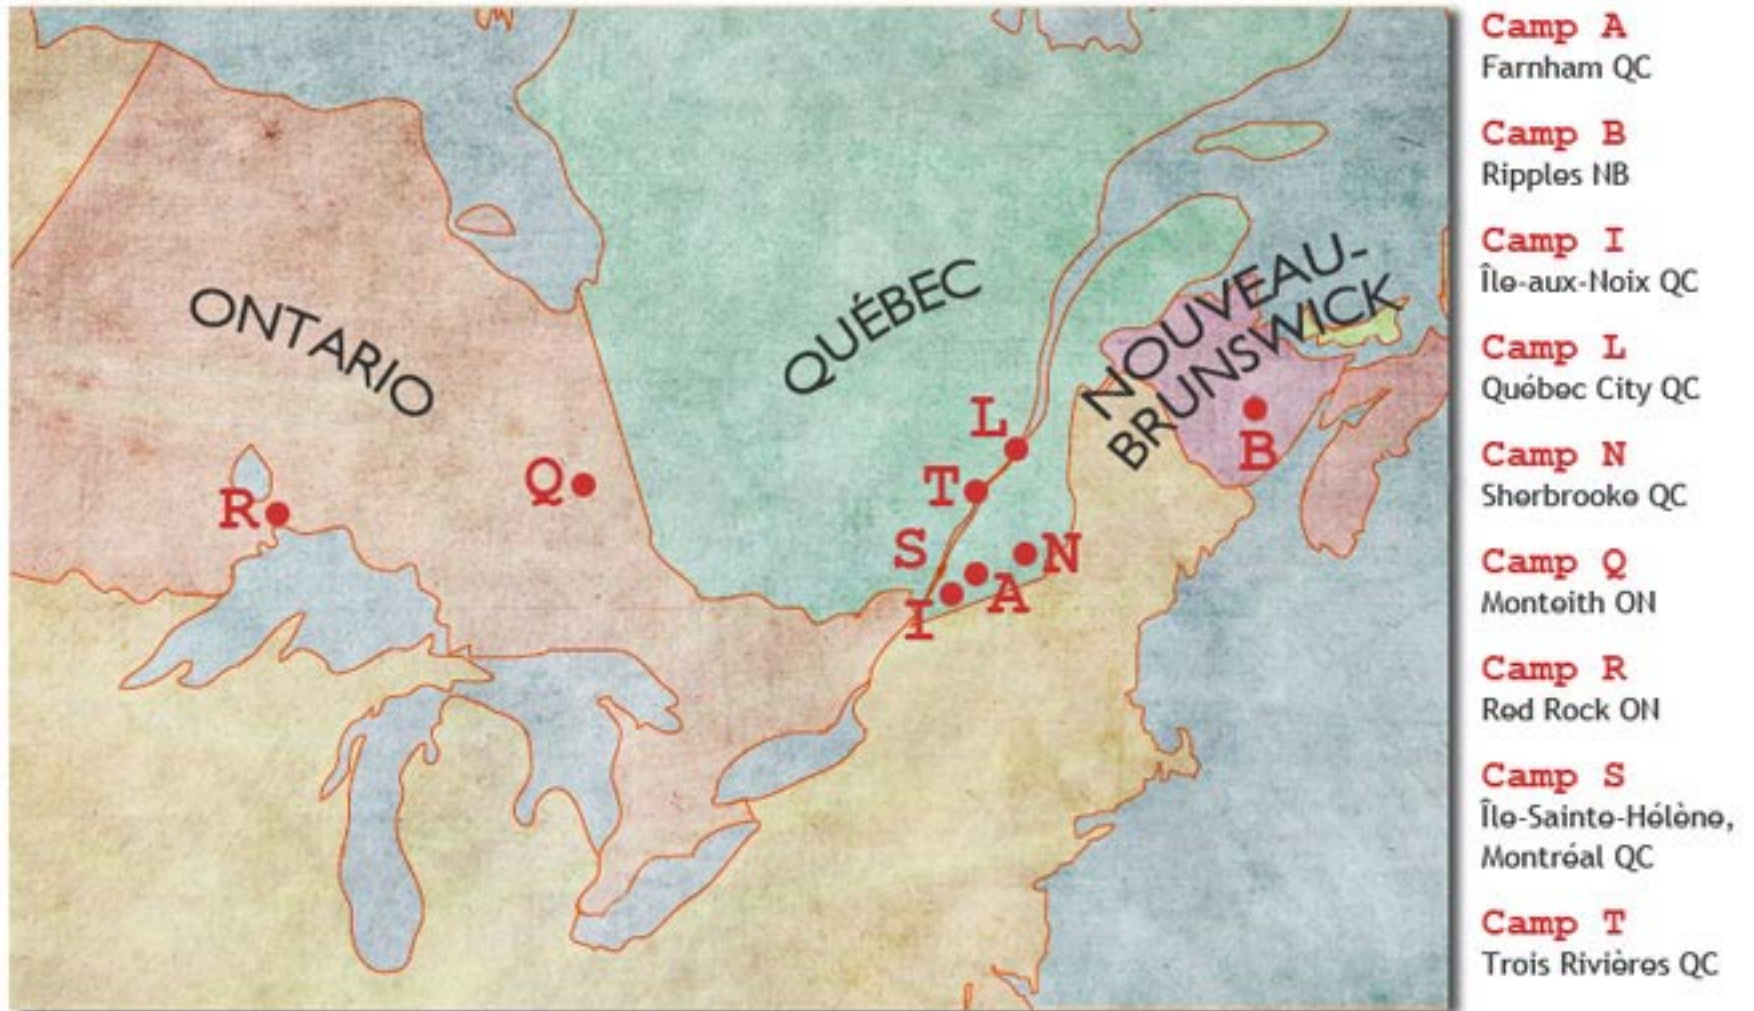 ONTARIO
QUÉBEC
NOUVEAU-
BRUNSWICK
L
T
S
I
A
N
B
Q
R
Camp A
Farnham QC
Camp B
Ripples NB
Camp I
Île-aux-Noix QC
Camp L
Québec City QC
Camp N
Sherbrooke QC
Camp Q
Monteith ON
Camp R
Red Rock ON
Camp S
Île-Sainte-Hélène,
Montréal QC
Camp T
Trois Rivières QC